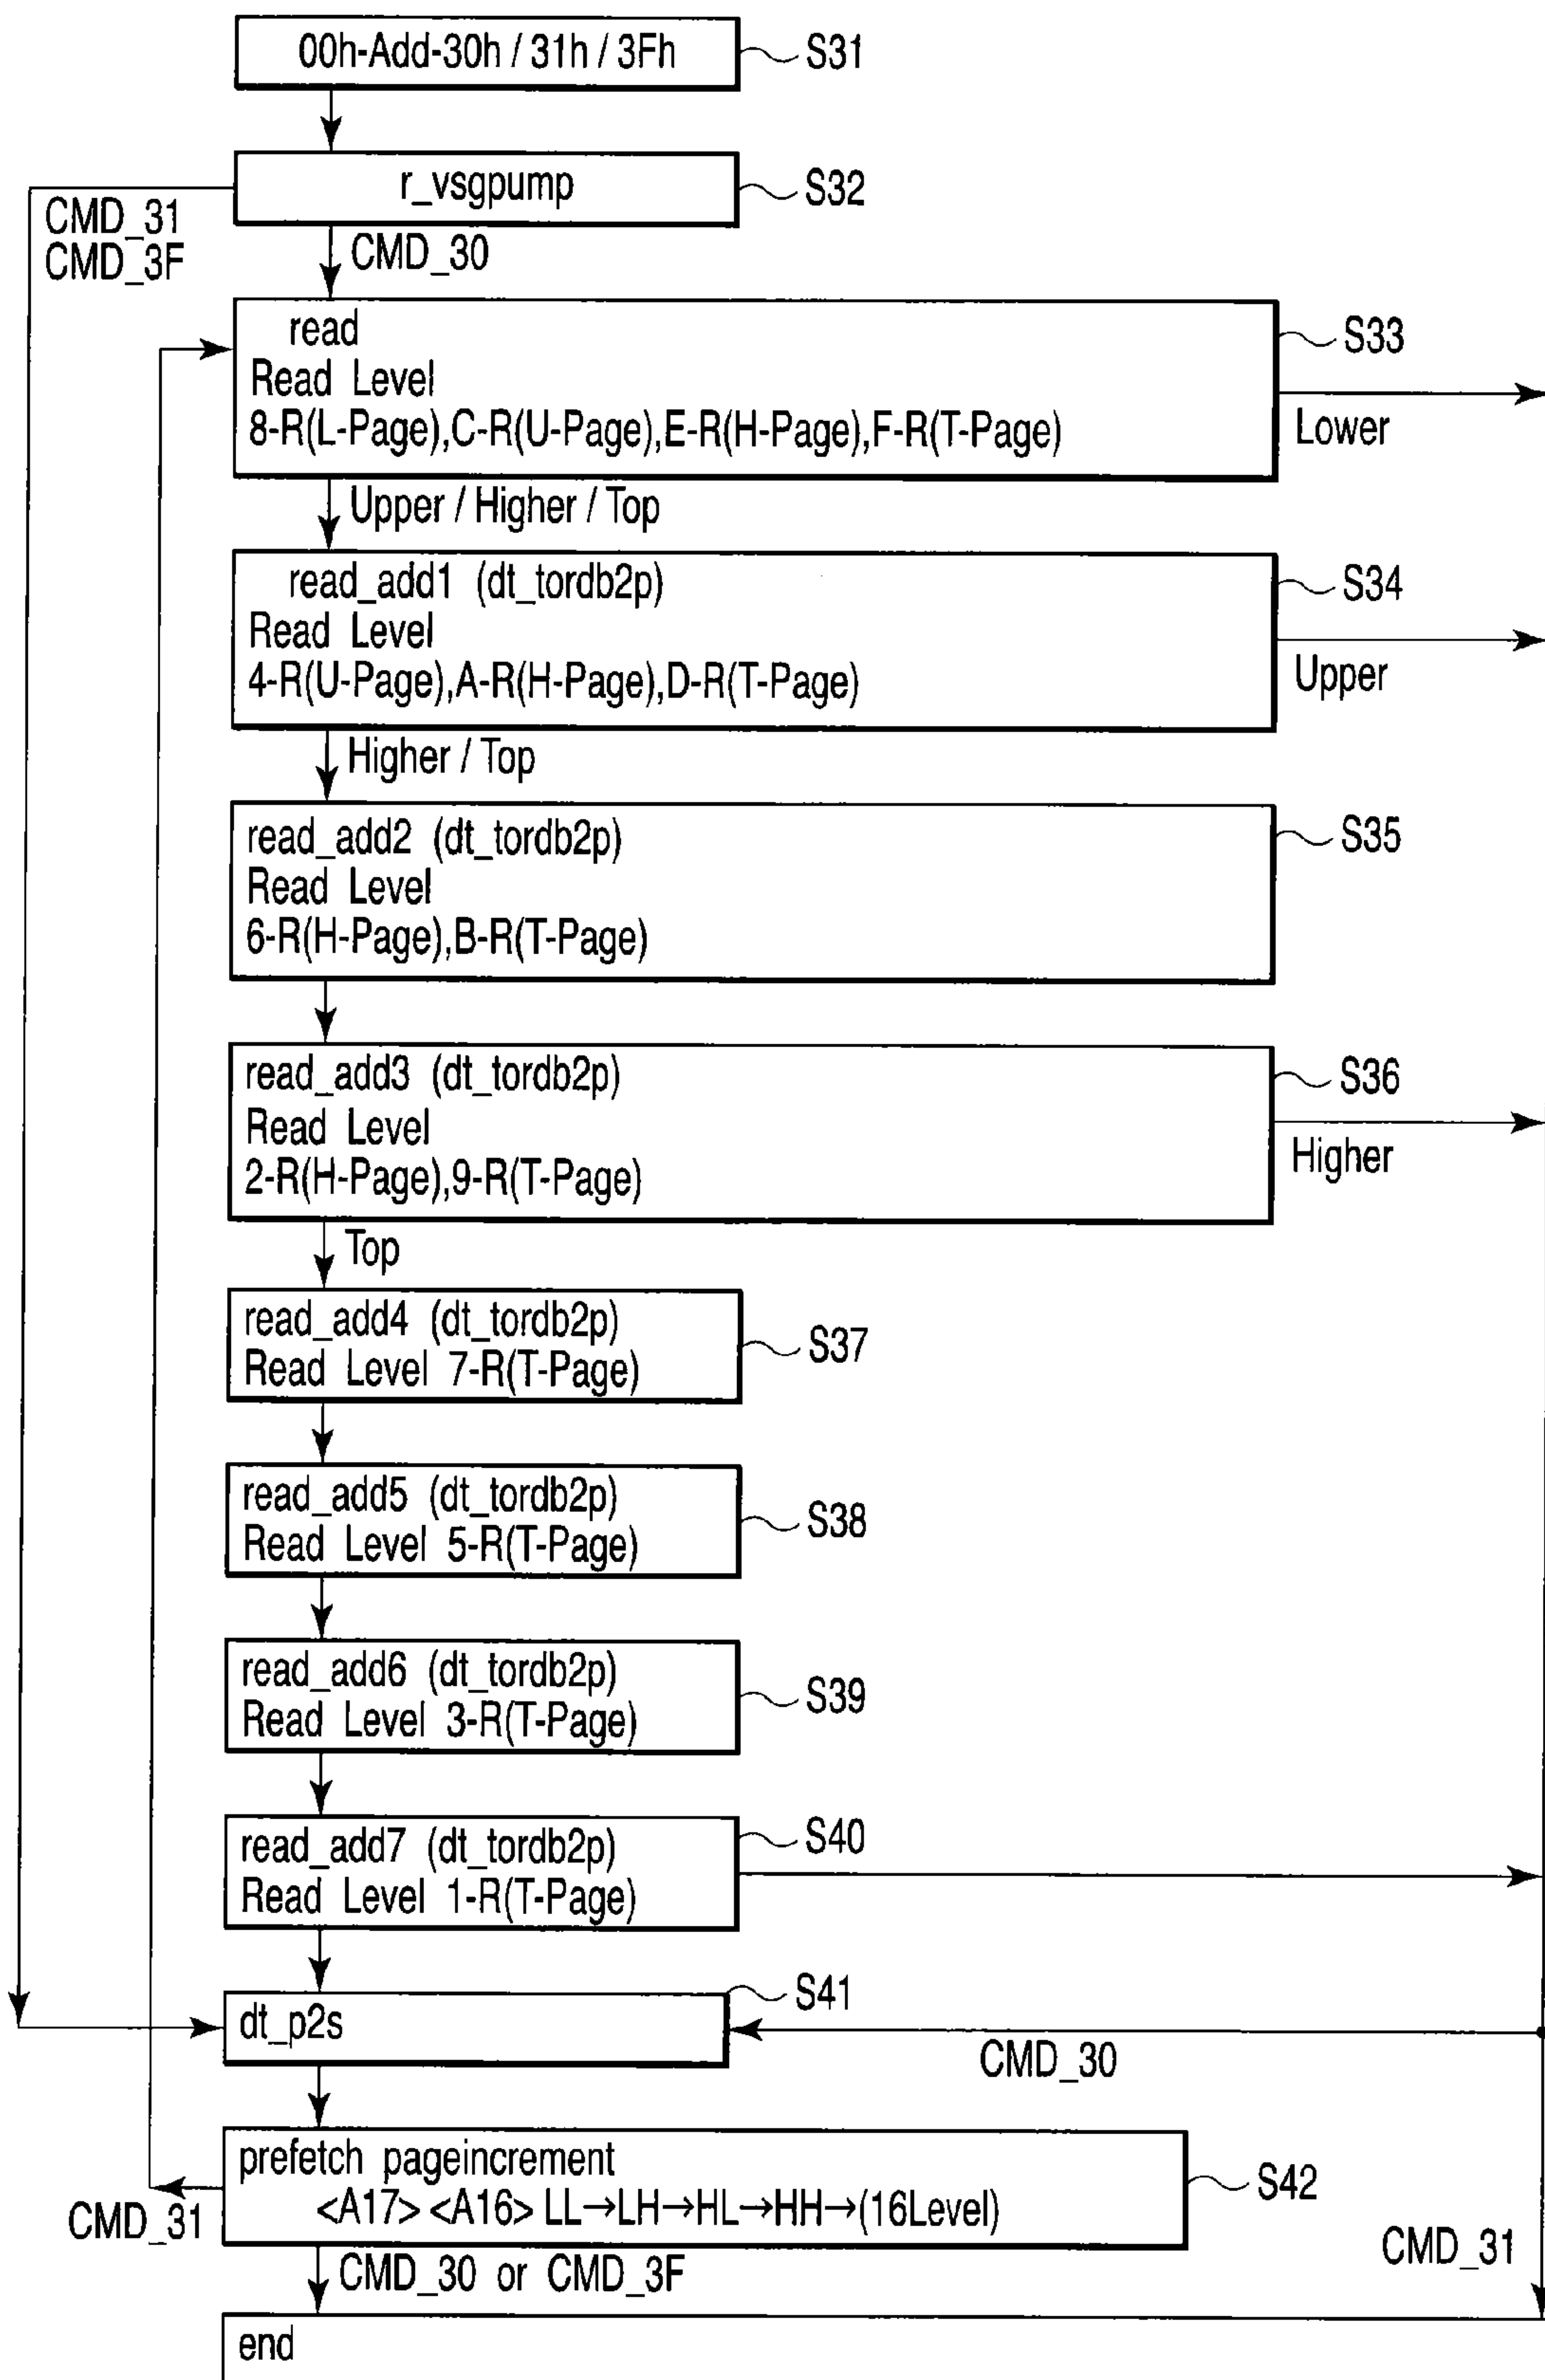 00h-Add-30h / 31h / 3Fh
S31
r_vsgpump
S32
CMD_31
CMD_3F
CMD_30
read
Read Level
8-R(L-Page),C-R(U-Page),E-R(H-Page),F-R(T-Page)
S33
Lower
Upper / Higher / Top
read_add1 (dt_tordb2p)
Read Level
4-R(U-Page),A-R(H-Page),D-R(T-Page)
S34
Upper
Higher / Top
read_add2 (dt_tordb2p)
Read Level
6-R(H-Page),B-R(T-Page)
S35
read_add3 (dt_tordb2p)
Read Level
2-R(H-Page),9-R(T-Page)
S36
Higher
Top
read_add4 (dt_tordb2p)
Read Level 7-R(T-Page)
S37
read_add5 (dt_tordb2p)
Read Level 5-R(T-Page)
S38
read_add6 (dt_tordb2p)
Read Level 3-R(T-Page)
S39
read_add7 (dt_tordb2p)
Read Level 1-R(T-Page)
S40
dt_p2s
S41
CMD_30
prefetch pageincrement
<A17> <A16> LL→LH→HL→HH→(16Level)
S42
CMD_31
CMD_30 or CMD_3F
CMD_31
end